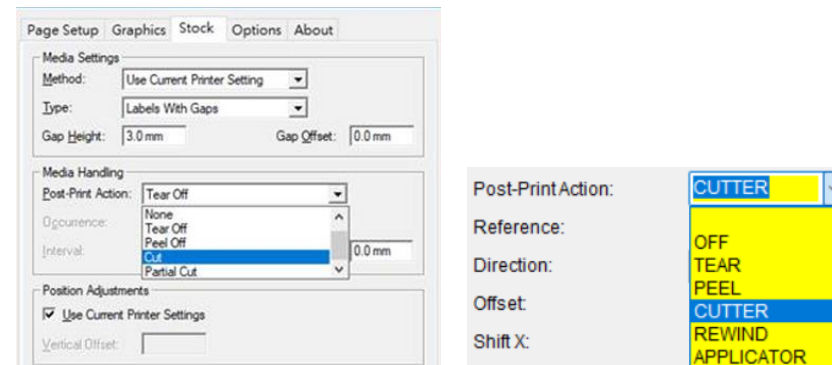 Page Setup Graphics Stock Options About
Media Settings
Method: Use Current Printer Setting
Type: Labels With Gaps
Gap Height: 3.0 mm Gap Offset: 0.0 mm
Media Handling
Post-Print Action: Tear Off
Occurrence: None
Tear Off
Interval: Peel Off 0.0 mm
Cut
Partial Cut
Position Adjustments
Use Current Printer Settings
Vertical Offset:
Post-Print Action: CUTTER
Reference:
OFF
Direction: TEAR
PEEL
Offset: CUTTER
Shift X: REWIND
APPLICATOR